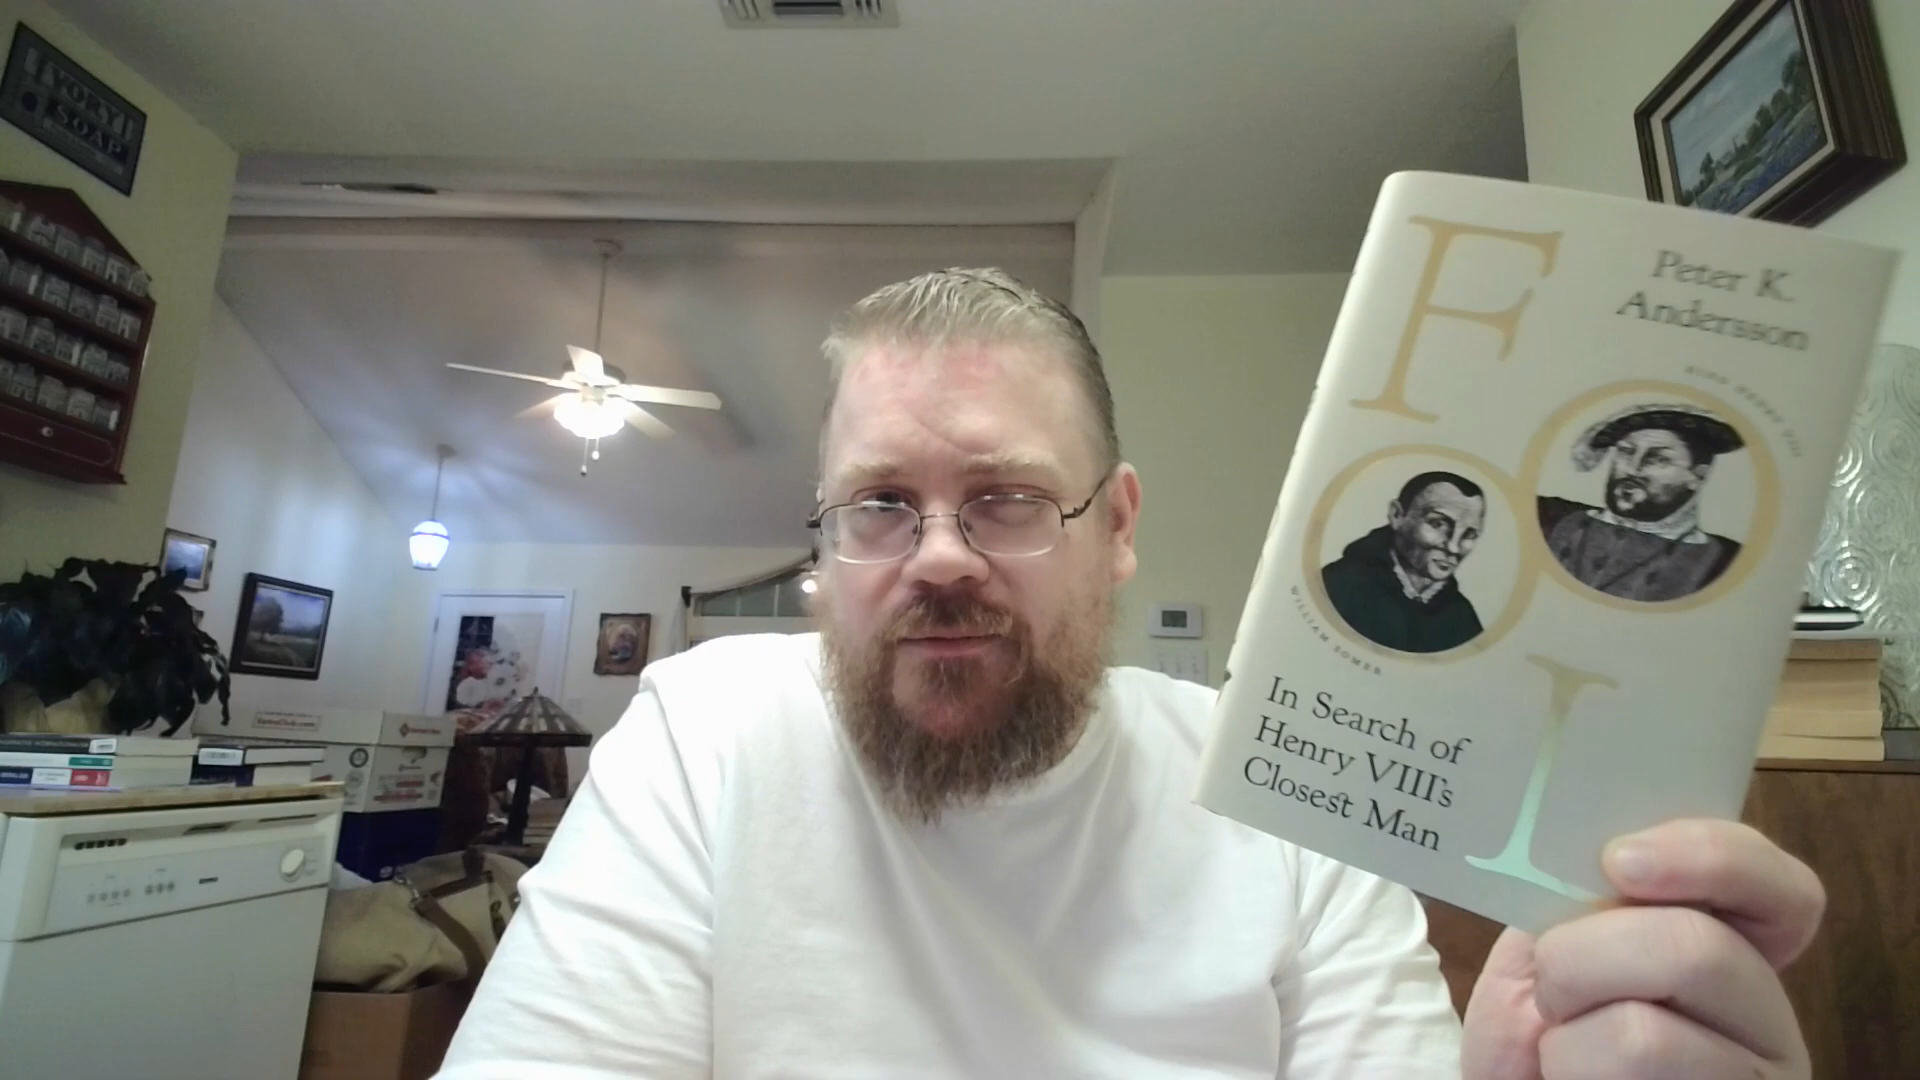 IVORY
SOAP
F
O
O
L
Peter K.
Andersson
KING HENRY VIII
WILLIAM SOMER
In Search of
Henry VIII's
Closest Man